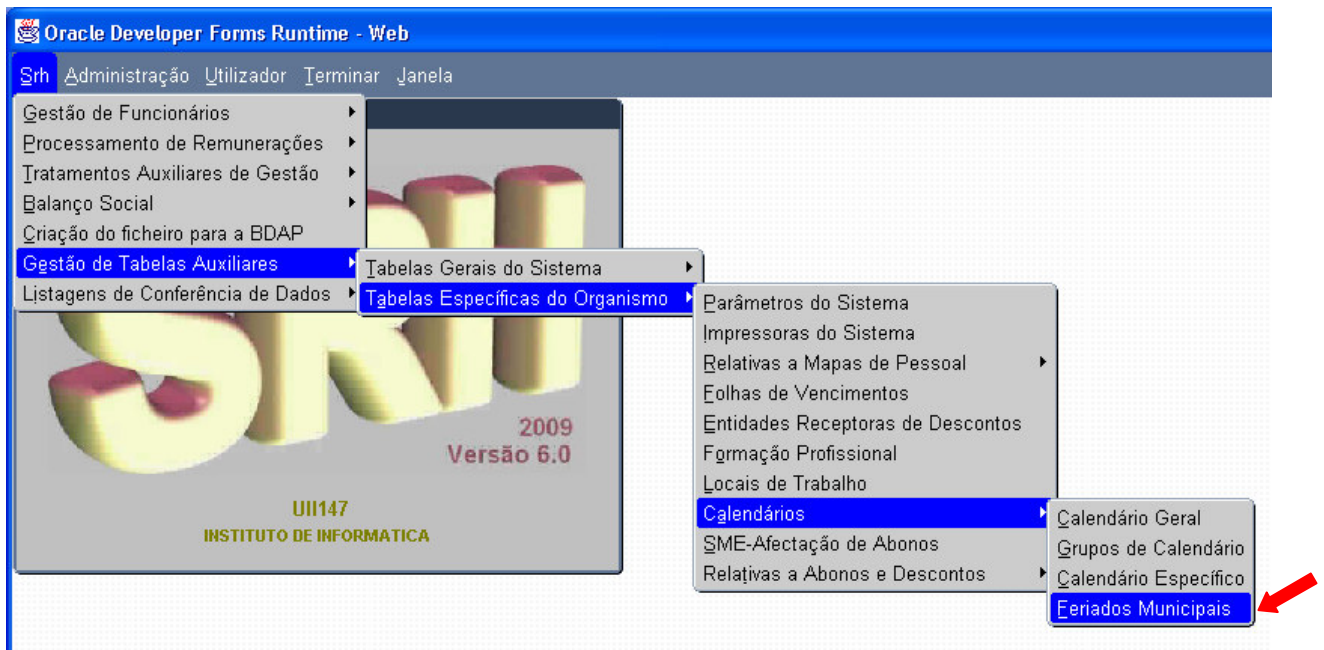 Oracle Developer Forms Runtime - Web
Srh Administração Utilizador Terminar Janela
Gestão de Funcionários
Processamento de Remunerações
Tratamentos Auxiliares de Gestão
Balanço Social
Criação do ficheiro para a BDAP
Gestão de Tabelas Auxiliares
Listagens de Conferência de Dados
Tabelas Gerais do Sistema
Tabelas Específicas do Organismo
Parâmetros do Sistema
Impressoras do Sistema
Relativas a Mapas de Pessoal
Folhas de Vencimentos
Entidades Receptoras de Descontos
Formação Profissional
Locais de Trabalho
Calendários
SME-Afectação de Abonos
Relativas a Abonos e Descontos
Calendário Geral
Grupos de Calendário
Calendário Específico
Feriados Municipais
SRH
2009
Versão 6.0
UII147
INSTITUTO DE INFORMATICA